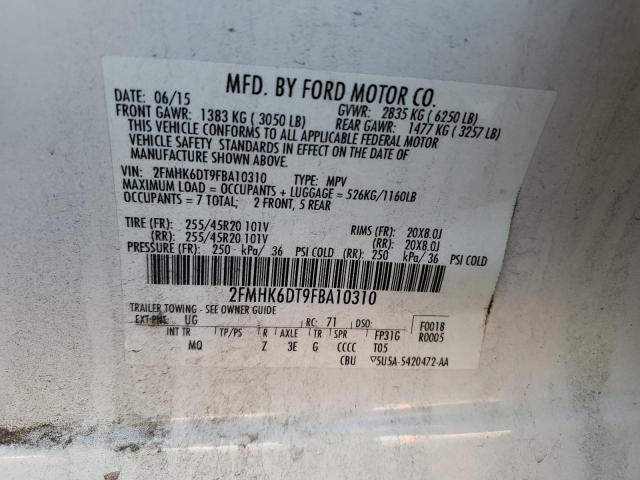 MFD. BY FORD MOTOR CO.
DATE: 06/15 GVWR: 2835 KG ( 6250 LB)
FRONT GAWR: 1383 KG ( 3050 LB) REAR GAWR: 1477 KG ( 3257 LB)
THIS VEHICLE CONFORMS TO ALL APPLICABLE FEDERAL MOTOR
VEHICLE SAFETY STANDARDS IN EFFECT ON THE DATE OF
MANUFACTURE SHOWN ABOVE.
VIN: 2FMHK6DT9FBA10310 TYPE: MPV
MAXIMUM LOAD = OCCUPANTS + LUGGAGE = 526KG/1160LB
OCCUPANTS = 7 TOTAL; 2 FRONT, 5 REAR
TIRE (FR): 255/45R20 101V RIMS (FR): 20X8.0J
(RR): 255/45R20 101V (RR): 20X8.0J
PRESSURE (FR): 250 kPa/ 36 PSI COLD (RR): 250 kPa/ 36 PSI COLD
2FMHK6DT9FBA10310
TRAILER TOWING - SEE OWNER GUIDE
EXT PNT: UG RC: 71 DSO: F0018
R0005
INT TR TP/PS R AXLE TR SPR FP31G
MQ Z 3E G CCCC T05
CBU ▽5U5A-5420472-AA